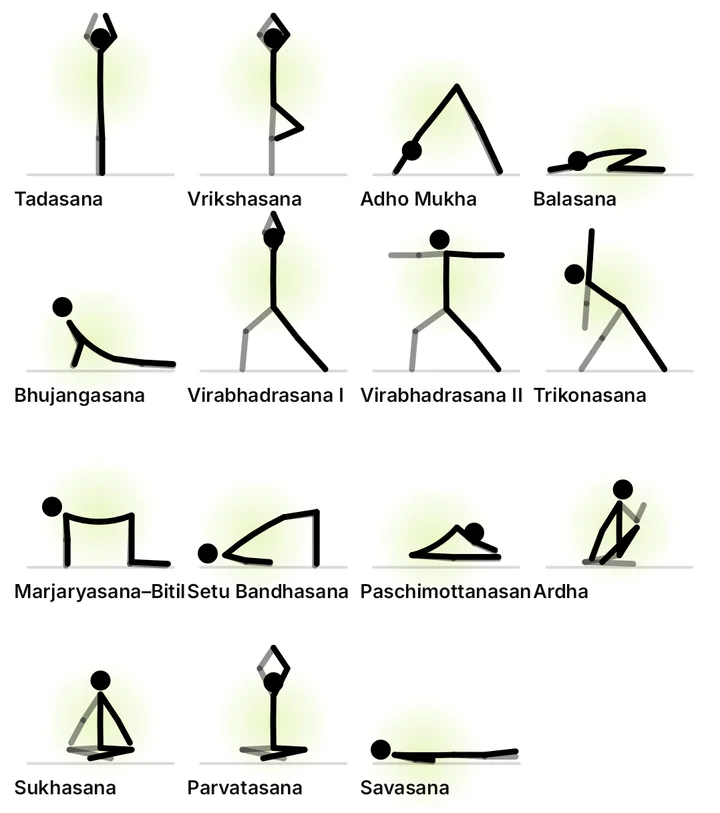 Tadasana
Vrikshasana
Adho Mukha
Balasana
Bhujangasana
Virabhadrasana I
Virabhadrasana II
Trikonasana
Marjaryasana–Bitil
Setu Bandhasana
Paschimottanasan
Ardha
Sukhasana
Parvatasana
Savasana